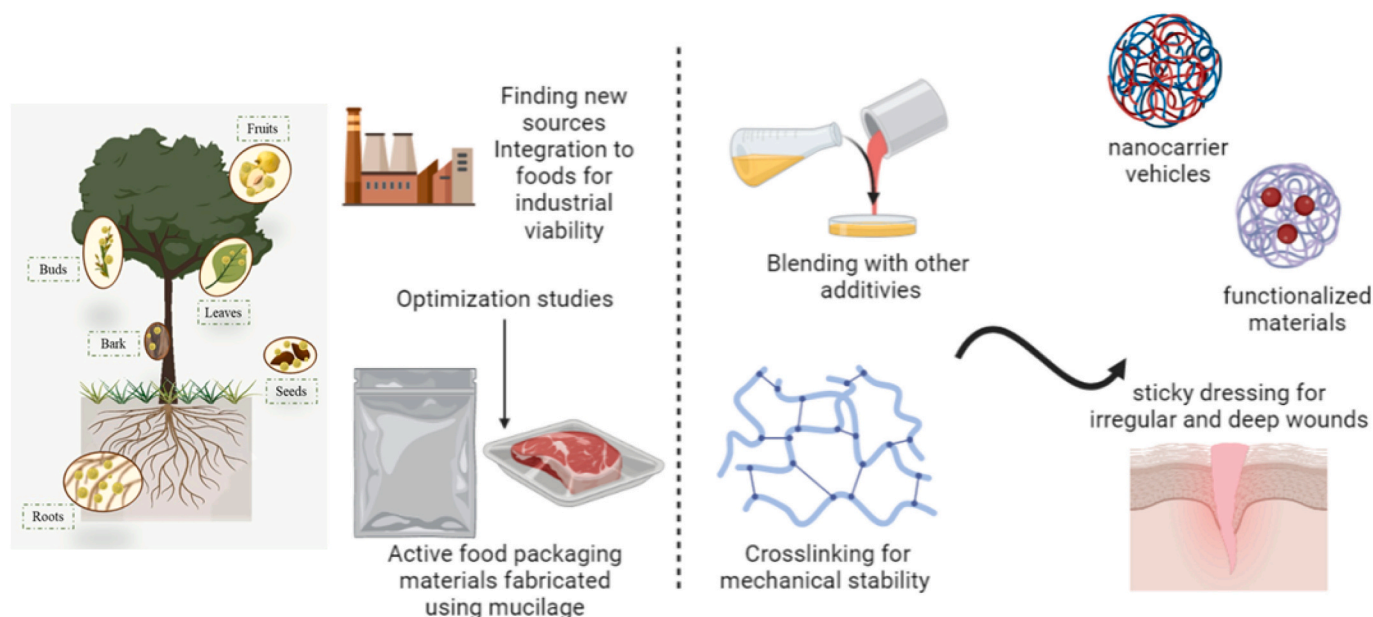 Fruits
Buds
Leaves
Bark
Seeds
Roots
Finding new
sources
Integration to
foods for
industrial
viability
Optimization studies
Active food packaging
materials fabricated
using mucilage
Blending with other
additivies
Crosslinking for
mechanical stability
nanocarrier
vehicles
functionalized
materials
sticky dressing for
irregular and deep wounds